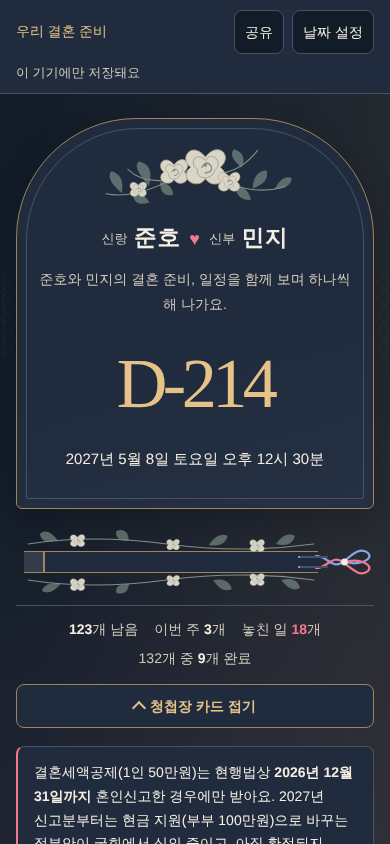 우리 결혼 준비
공유
날짜 설정
이 기기에만 저장돼요
신랑 준호 ♥ 신부 민지
준호와 민지의 결혼 준비, 일정을 함께 보며 하나씩
해 나가요.
D-214
2027년 5월 8일 토요일 오후 12시 30분
123개 남음 이번 주 3개 놓친 일 18개
132개 중 9개 완료
청첩장 카드 접기
결혼세액공제(1인 50만원)는 현행법상 2026년 12월
31일까지 혼인신고한 경우에만 받아요. 2027년
신고분부터는 현금 지원(부부 100만원)으로 바꾸는